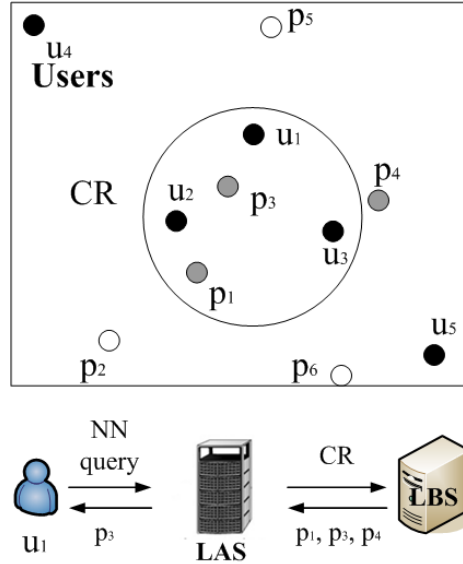 p5
u4
Users
u1
p4
CR
u2
p3
u3
p1
u5
p2
p6
NN
query
CR
LBS
u1
p3
LAS
p1, p3, p4